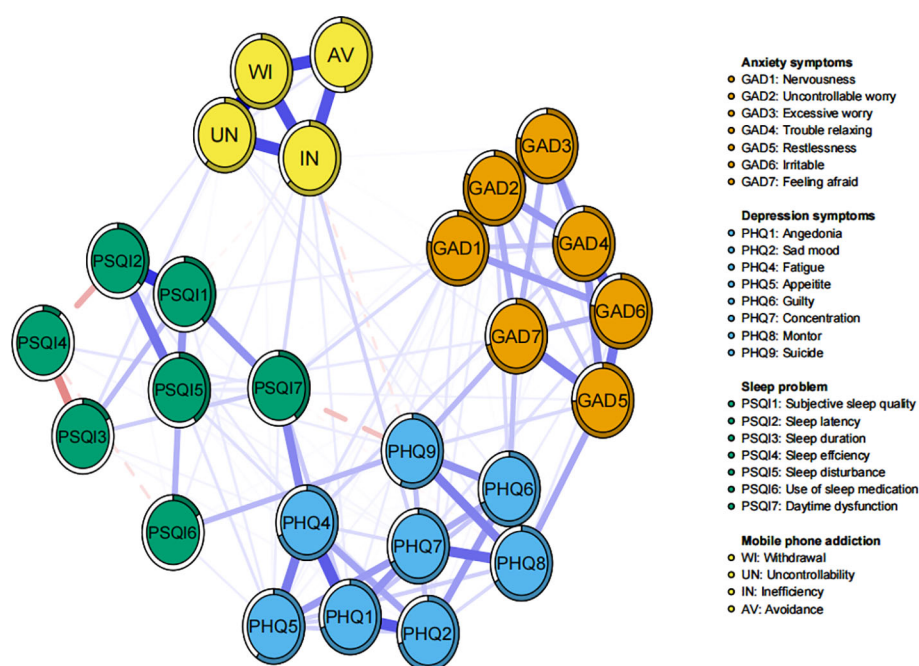 AV
WI
UN
IN
GAD3
GAD2
GAD1
GAD4
GAD6
GAD7
GAD5
PSQI2
PSQI1
PSQI4
PSQI5
PSQI7
PSQI3
PSQI6
PHQ9
PHQ6
PHQ4
PHQ7
PHQ8
PHQ5
PHQ1
PHQ2
Anxiety symptoms
GAD1: Nervousness
GAD2: Uncontrollable worry
GAD3: Excessive worry
GAD4: Trouble relaxing
GAD5: Restlessness
GAD6: Irritable
GAD7: Feeling afraid
Depression symptoms
PHQ1: Angedonia
PHQ2: Sad mood
PHQ4: Fatigue
PHQ5: Appeitite
PHQ6: Guilty
PHQ7: Concentration
PHQ8: Montor
PHQ9: Suicide
Sleep problem
PSQI1: Subjective sleep quality
PSQI2: Sleep latency
PSQI3: Sleep duration
PSQI4: Sleep effciency
PSQI5: Sleep disturbance
PSQI6: Use of sleep medication
PSQI7: Daytime dysfunction
Mobile phone addiction
WI: Withdrawal
UN: Uncontrollability
IN: Inefficiency
AV: Avoidance